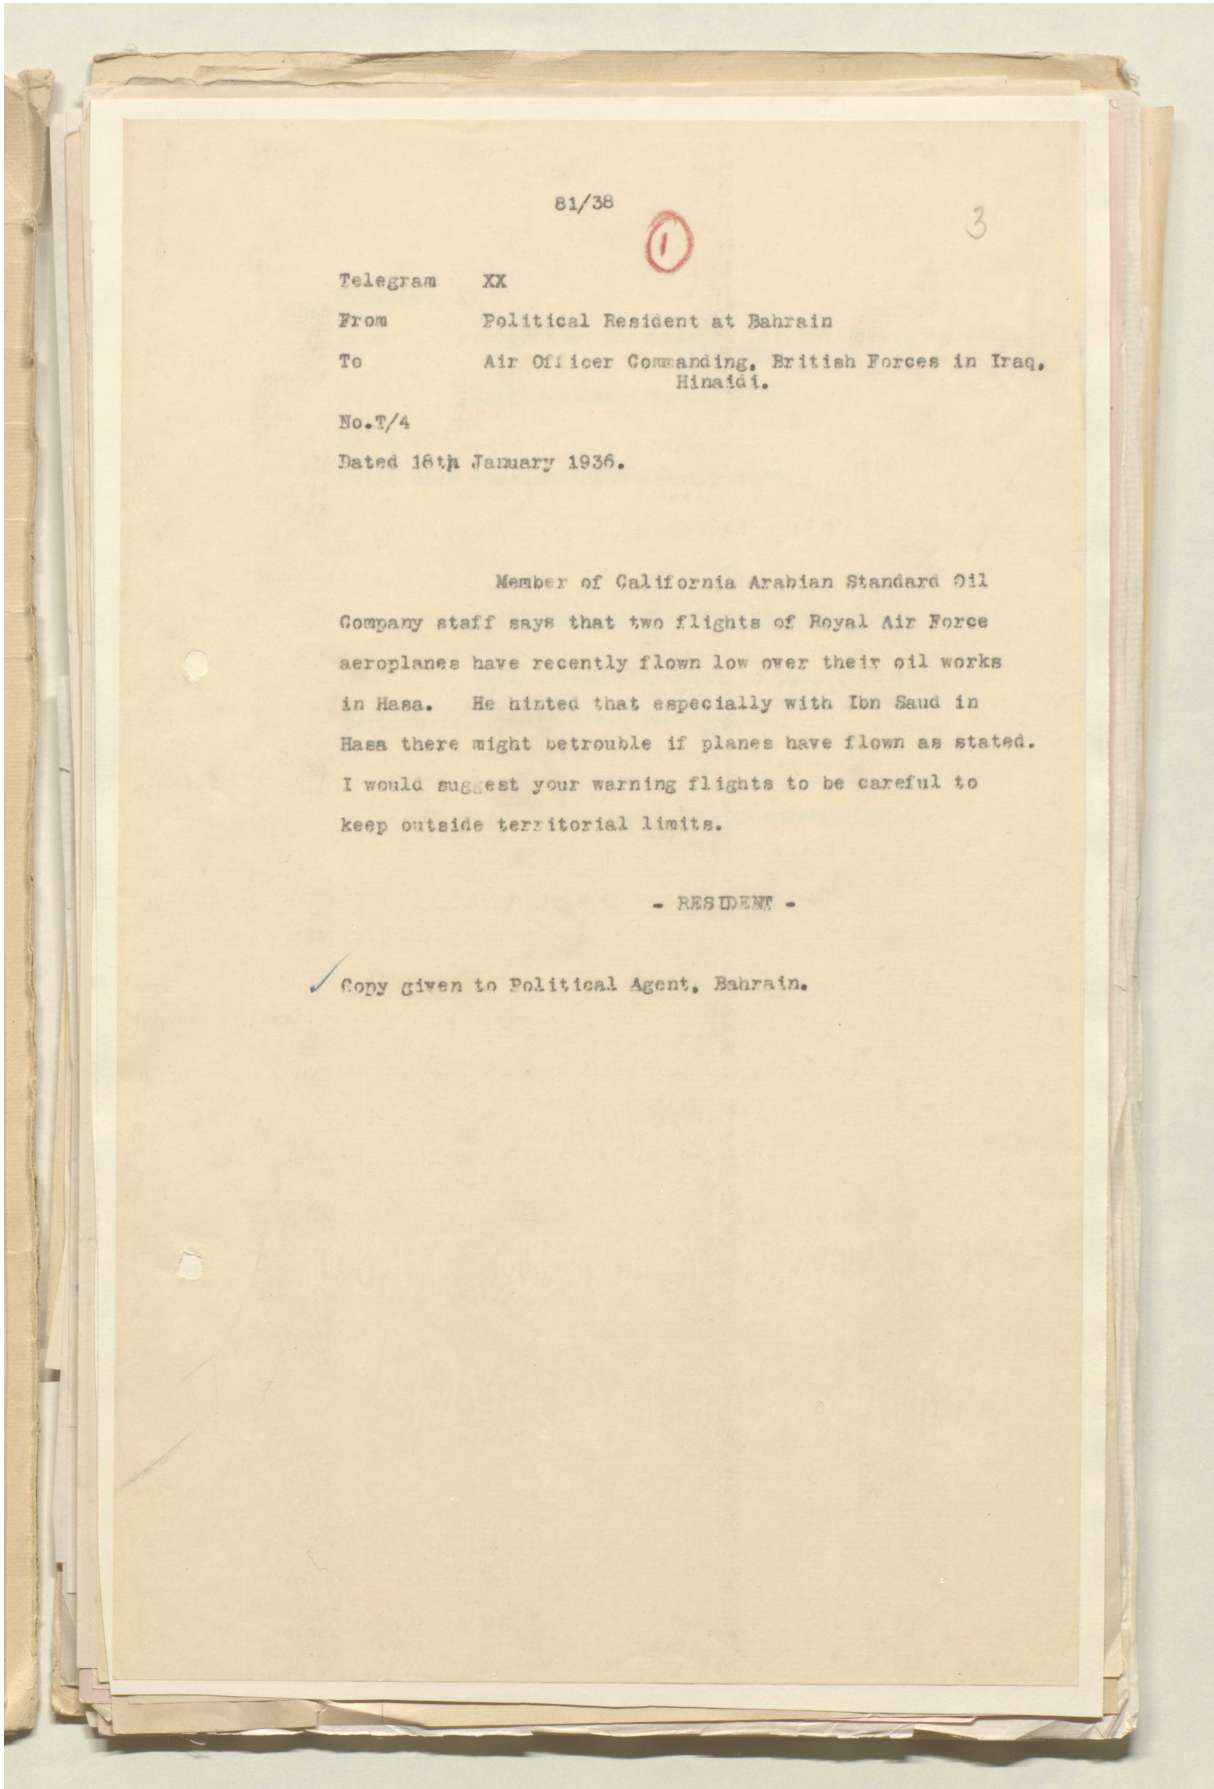 81/38
1
3
Telegram XX
From Political Resident at Bahrain
To Air Officer Commanding, British Forces in Iraq,
Hinaidi.
No.T/4
Dated 18th January 1936.
Member of California Arabian Standard Oil
Company staff says that two flights of Royal Air Force
aeroplanes have recently flown low over their oil works
in Hasa. He hinted that especially with Ibn Saud in
Hasa there might betrouble if planes have flown as stated.
I would suggest your warning flights to be careful to
keep outside territorial limits.
- RESIDENT -
Copy given to Political Agent, Bahrain.